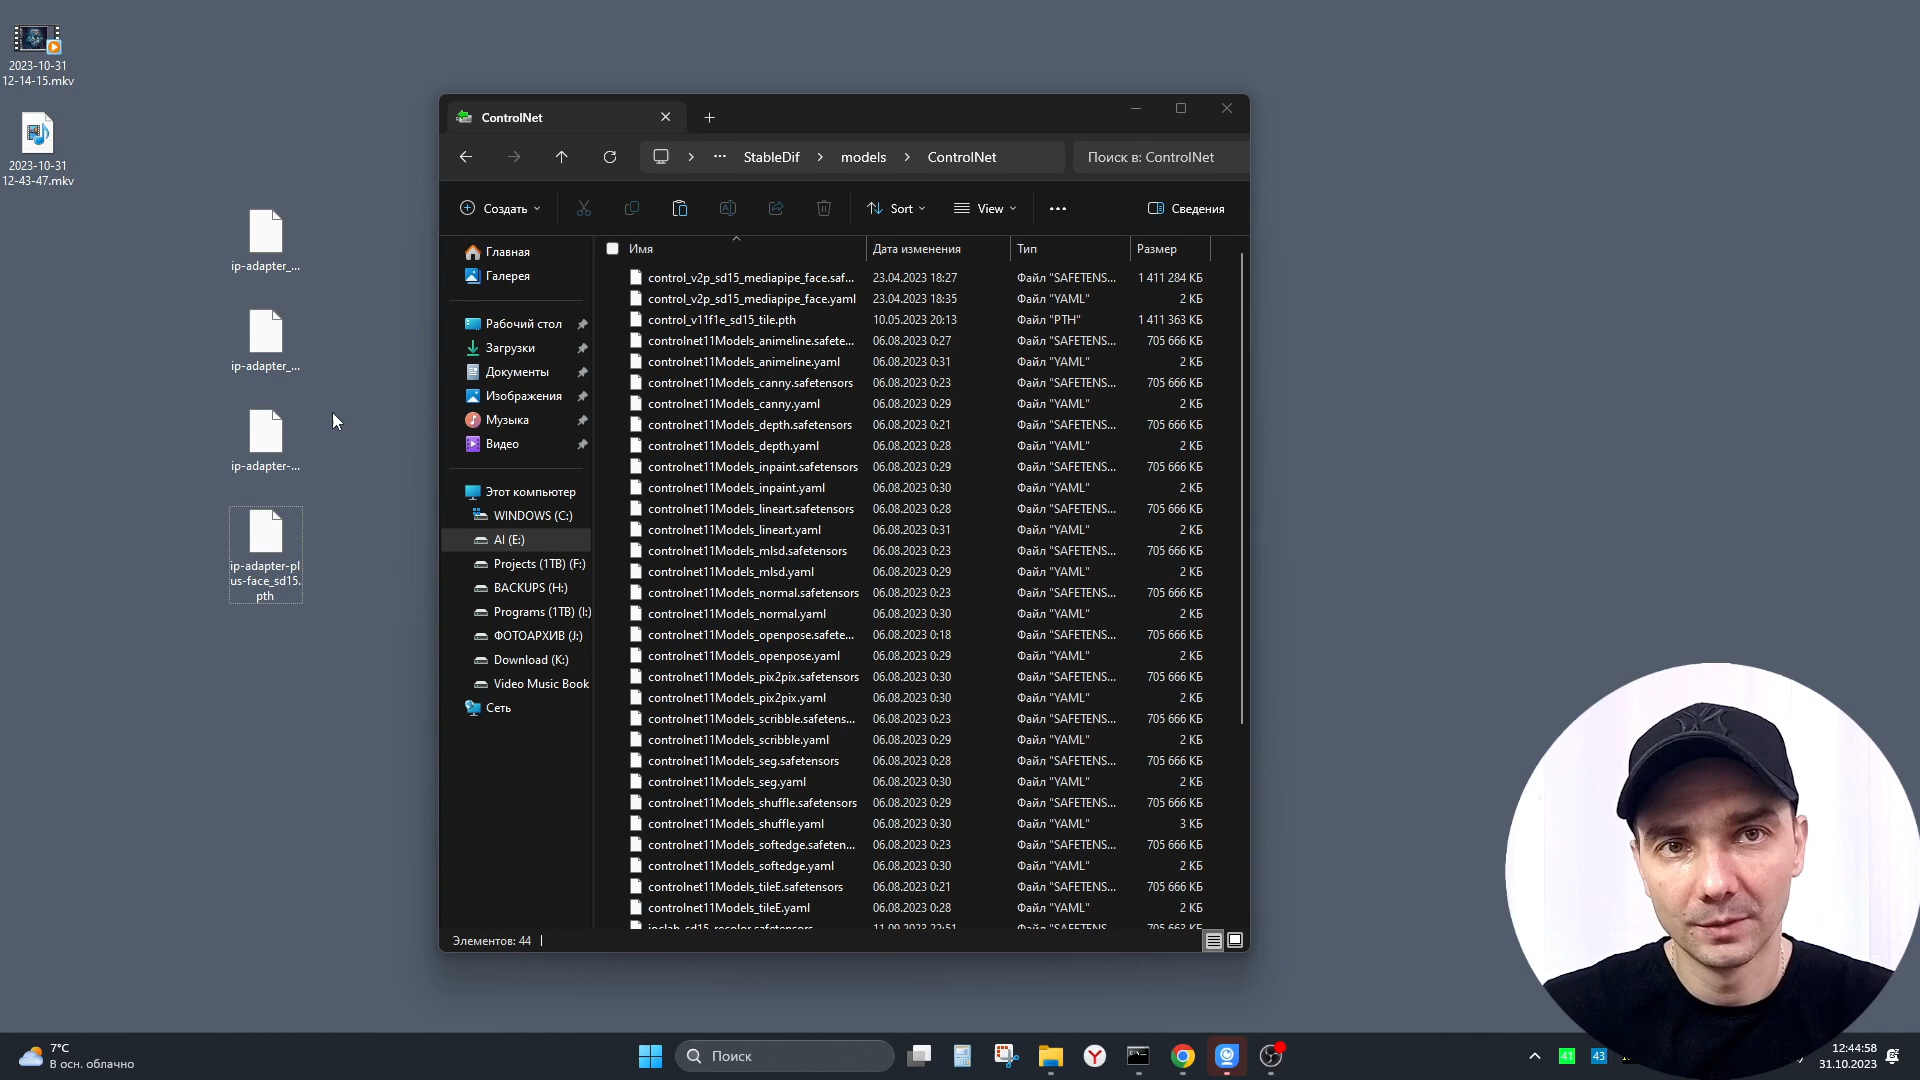 2023-10-31
12-14-15.mkv
2023-10-31
12-43-47.mkv
ip-adapter_...
ip-adapter_...
ip-adapter-...
ip-adapter-pl
us-face_sd15.
pth
ControlNet
StableDif
models
ControlNet
Поиск в: ControlNet
Создать
Sort
View
Сведения
Главная
Галерея
Рабочий стол
Загрузки
Документы
Изображения
Музыка
Видео
Этот компьютер
WINDOWS (C:)
AI (E:)
Projects (1TB) (F:)
BACKUPS (H:)
Programs (1TB) (I:)
ФОТОАРХИВ (J:)
Download (K:)
Video Music Book
Сеть
Имя Дата изменения Тип Размер
control_v2p_sd15_mediapipe_face.saf... 23.04.2023 18:27 Файл "SAFETENS... 1 411 284 КБ
control_v2p_sd15_mediapipe_face.yaml 23.04.2023 18:35 Файл "YAML" 2 КБ
control_v11f1e_sd15_tile.pth 10.05.2023 20:13 Файл "PTH" 1 411 363 КБ
controlnet11Models_animeline.safete... 06.08.2023 0:27 Файл "SAFETENS... 705 666 КБ
controlnet11Models_animeline.yaml 06.08.2023 0:31 Файл "YAML" 2 КБ
controlnet11Models_canny.safetensors 06.08.2023 0:23 Файл "SAFETENS... 705 666 КБ
controlnet11Models_canny.yaml 06.08.2023 0:29 Файл "YAML" 2 КБ
controlnet11Models_depth.safetensors 06.08.2023 0:21 Файл "SAFETENS... 705 666 КБ
controlnet11Models_depth.yaml 06.08.2023 0:28 Файл "YAML" 2 КБ
controlnet11Models_inpaint.safetensors 06.08.2023 0:29 Файл "SAFETENS... 705 666 КБ
controlnet11Models_inpaint.yaml 06.08.2023 0:30 Файл "YAML" 2 КБ
controlnet11Models_lineart.safetensors 06.08.2023 0:28 Файл "SAFETENS... 705 666 КБ
controlnet11Models_lineart.yaml 06.08.2023 0:31 Файл "YAML" 2 КБ
controlnet11Models_mlsd.safetensors 06.08.2023 0:23 Файл "SAFETENS... 705 666 КБ
controlnet11Models_mlsd.yaml 06.08.2023 0:29 Файл "YAML" 2 КБ
controlnet11Models_normal.safetensors 06.08.2023 0:23 Файл "SAFETENS... 705 666 КБ
controlnet11Models_normal.yaml 06.08.2023 0:30 Файл "YAML" 2 КБ
controlnet11Models_openpose.safete... 06.08.2023 0:18 Файл "SAFETENS... 705 666 КБ
controlnet11Models_openpose.yaml 06.08.2023 0:29 Файл "YAML" 2 КБ
controlnet11Models_pix2pix.safetensors 06.08.2023 0:30 Файл "SAFETENS... 705 666 КБ
controlnet11Models_pix2pix.yaml 06.08.2023 0:30 Файл "YAML" 2 КБ
controlnet11Models_scribble.safetens... 06.08.2023 0:23 Файл "SAFETENS... 705 666 КБ
controlnet11Models_scribble.yaml 06.08.2023 0:29 Файл "YAML" 2 КБ
controlnet11Models_seg.safetensors 06.08.2023 0:28 Файл "SAFETENS... 705 666 КБ
controlnet11Models_seg.yaml 06.08.2023 0:30 Файл "YAML" 2 КБ
controlnet11Models_shuffle.safetensors 06.08.2023 0:29 Файл "SAFETENS... 705 666 КБ
controlnet11Models_shuffle.yaml 06.08.2023 0:30 Файл "YAML" 3 КБ
controlnet11Models_softedge.safeten... 06.08.2023 0:23 Файл "SAFETENS... 705 666 КБ
controlnet11Models_softedge.yaml 06.08.2023 0:30 Файл "YAML" 2 КБ
controlnet11Models_tileE.safetensors 06.08.2023 0:21 Файл "SAFETENS... 705 666 КБ
controlnet11Models_tileE.yaml 06.08.2023 0:28 Файл "YAML" 2 КБ
ioclab_sd15_recolor.safetensors 11.09.2023 22:51 Файл "SAFETENS... 705 663 КБ
Элементов: 44
7°C
В осн. облачно
Поиск
41
43
12:44:58
31.10.2023